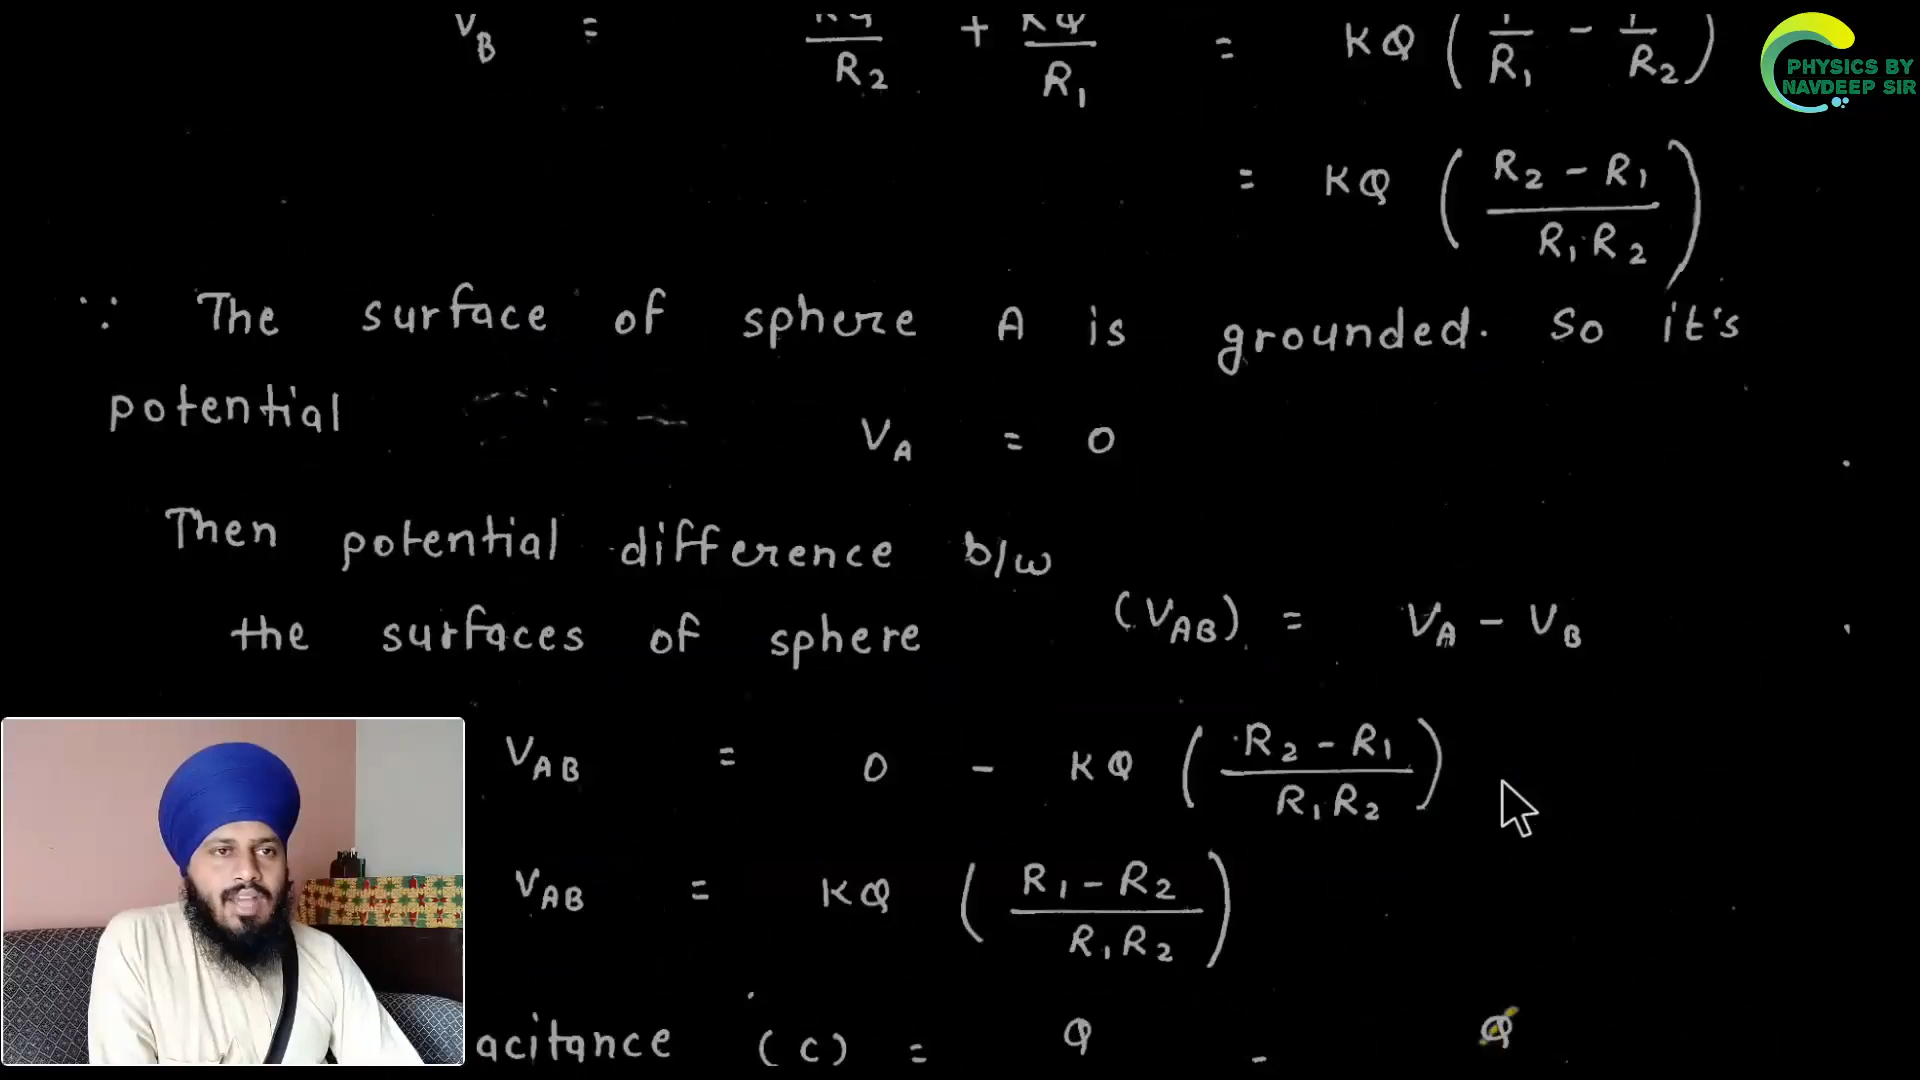 V_B = KQ/R_2 + KQ/R_1 = KQ (1/R_1 - 1/R_2)
PHYSICS BY
NAVDEEP SIR
= KQ ((R_2 - R_1)/(R_1 R_2))
∵ The surface of sphere A is grounded. So it's
potential V_A = 0
Then potential difference b/w
the surfaces of sphere (V_AB) = V_A - V_B
V_AB = 0 - KQ ((R_2 - R_1)/(R_1 R_2))
V_AB = KQ ((R_1 - R_2)/(R_1 R_2))
acitance (C) = Q - Q